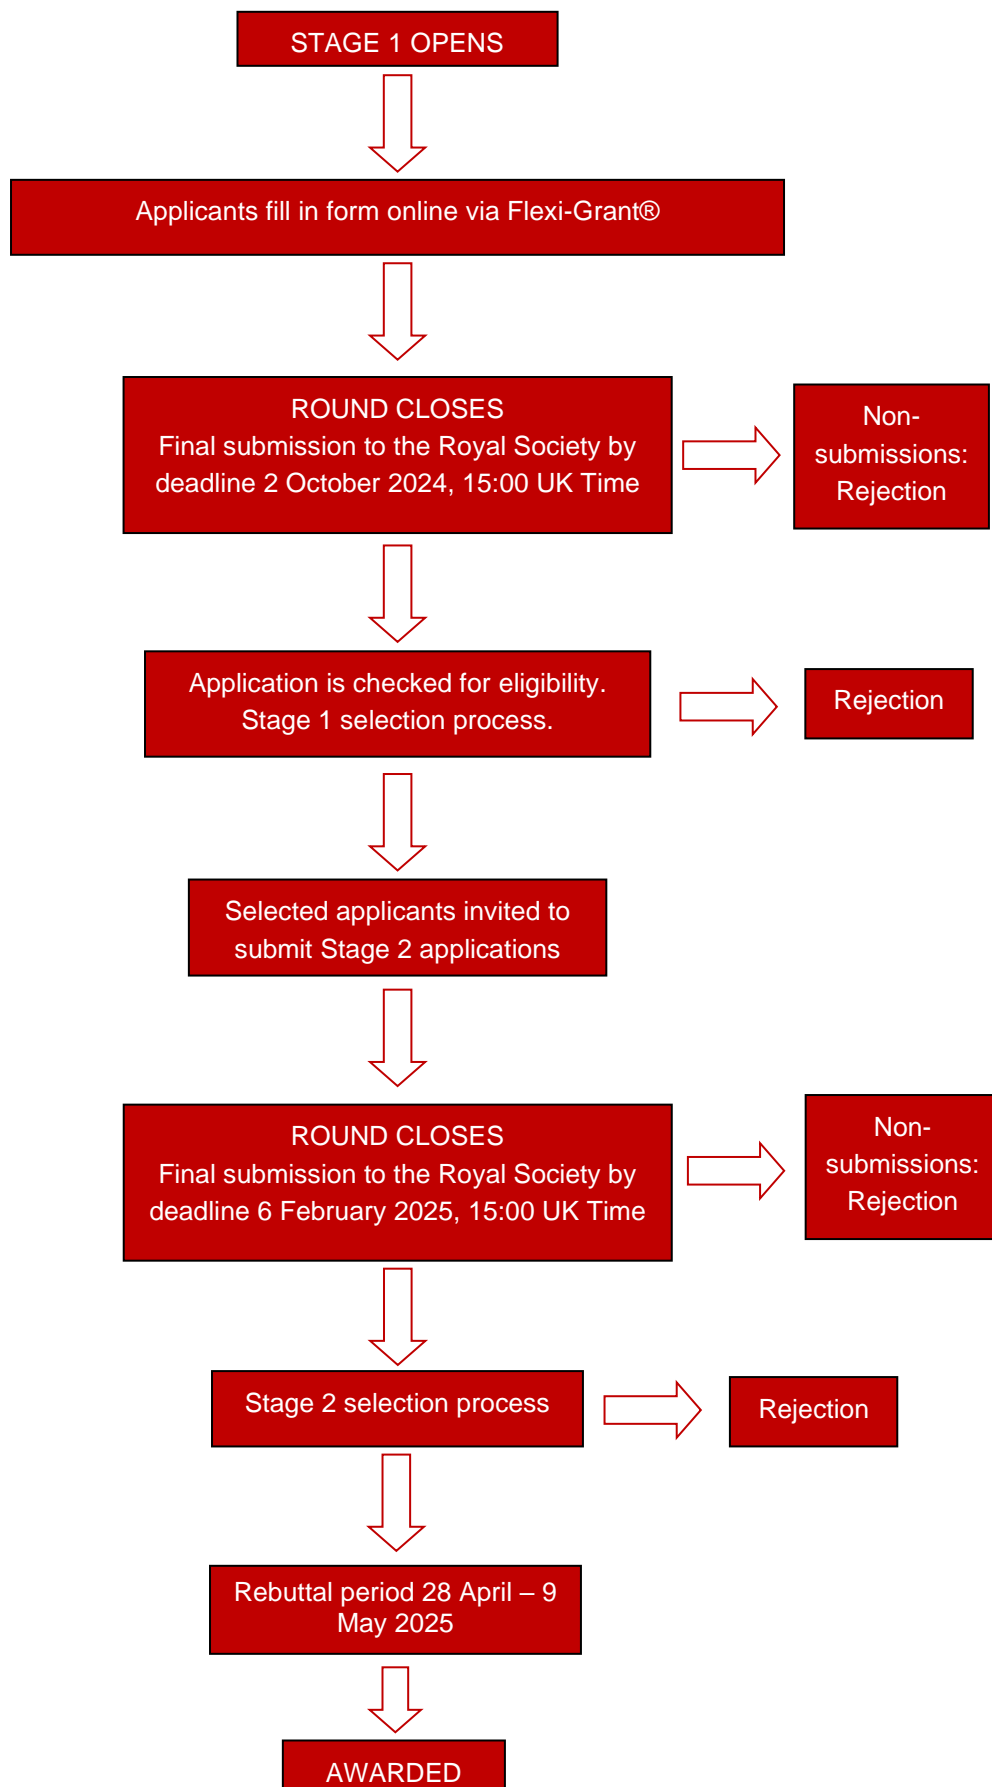 STAGE 1 OPENS
Applicants fill in form online via Flexi-Grant®
ROUND CLOSES
Final submission to the Royal Society by
deadline 2 October 2024, 15:00 UK Time
Non-
submissions:
Rejection
Application is checked for eligibility.
Stage 1 selection process.
Rejection
Selected applicants invited to
submit Stage 2 applications
ROUND CLOSES
Final submission to the Royal Society by
deadline 6 February 2025, 15:00 UK Time
Non-
submissions:
Rejection
Stage 2 selection process
Rejection
Rebuttal period 28 April – 9
May 2025
AWARDED